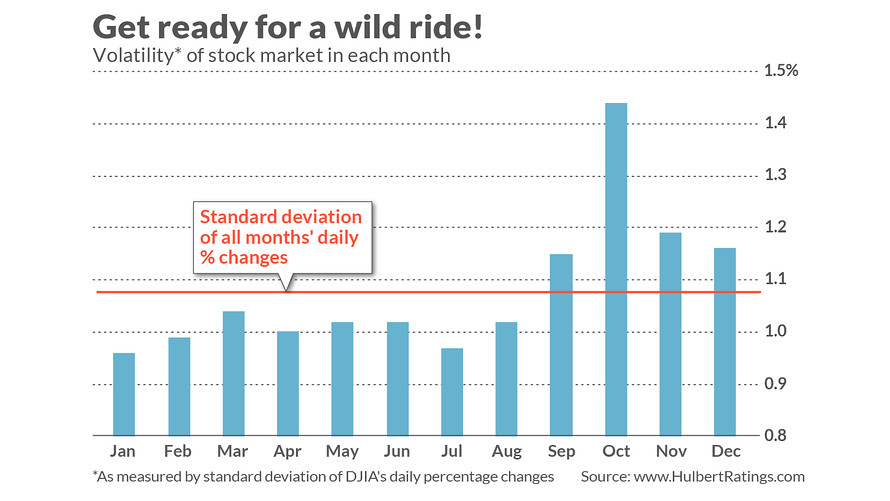 Get ready for a wild ride!
Volatility* of stock market in each month
1.5%
1.4
1.3
1.2
1.1
1.0
0.9
0.8
Standard deviation
of all months' daily
% changes
Jan Feb Mar Apr May Jun Jul Aug Sep Oct Nov Dec
*As measured by standard deviation of DJIA's daily percentage changes
Source: www.HulbertRatings.com